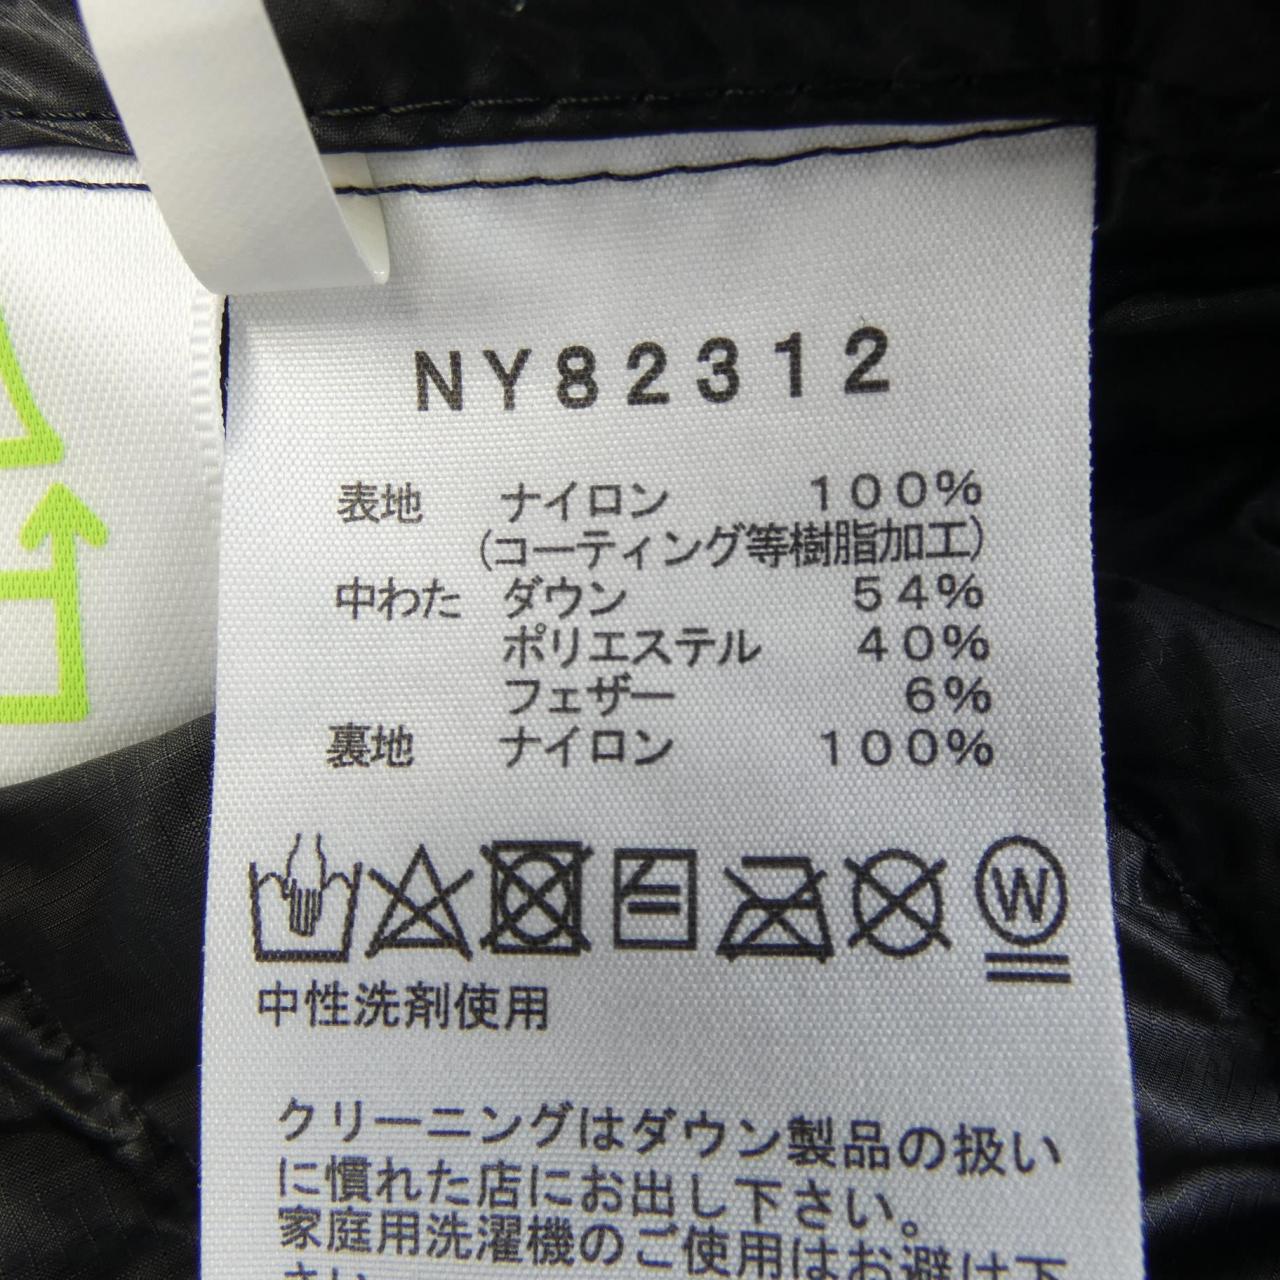 NY82312
表地 ナイロン 100%
(コーティング等樹脂加工)
中わた ダウン 54%
ポリエステル 40%
フェザー 6%
裏地 ナイロン 100%
W
中性洗剤使用
クリーニングはダウン製品の扱い
に慣れた店にお出し下さい。
家庭用洗濯機のご使用はお避け下
さい